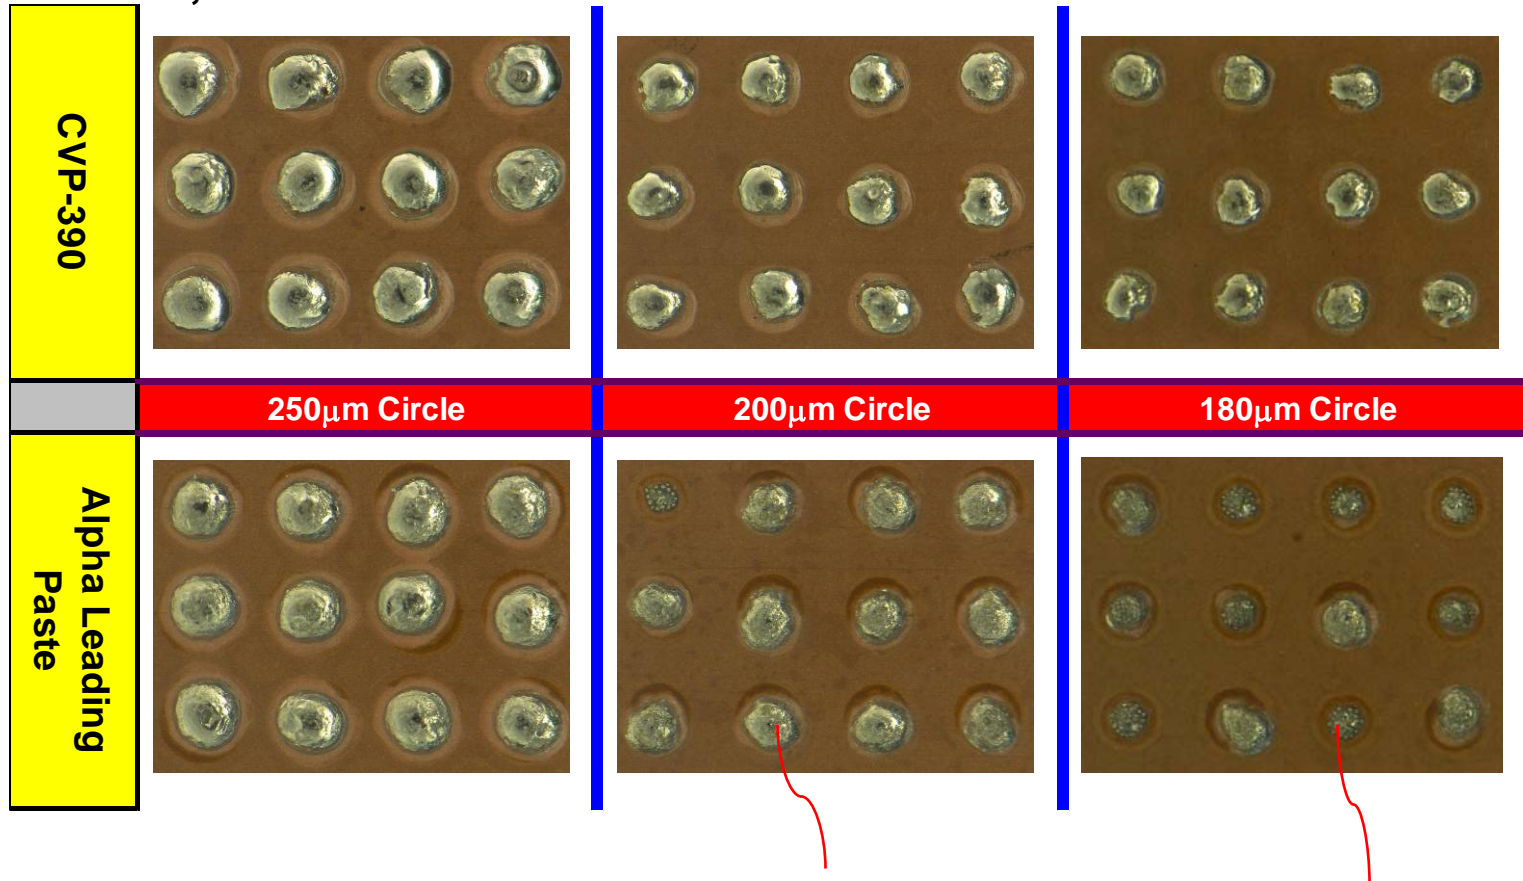 CVP-390
250μm Circle
200μm Circle
180μm Circle
Alpha Leading
Paste